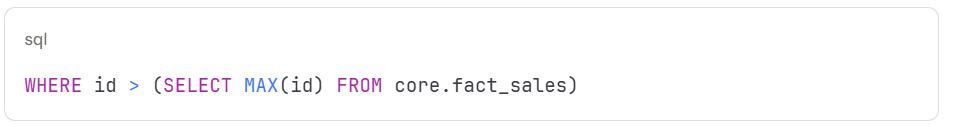 sql
WHERE id > (SELECT MAX(id) FROM core.fact_sales)